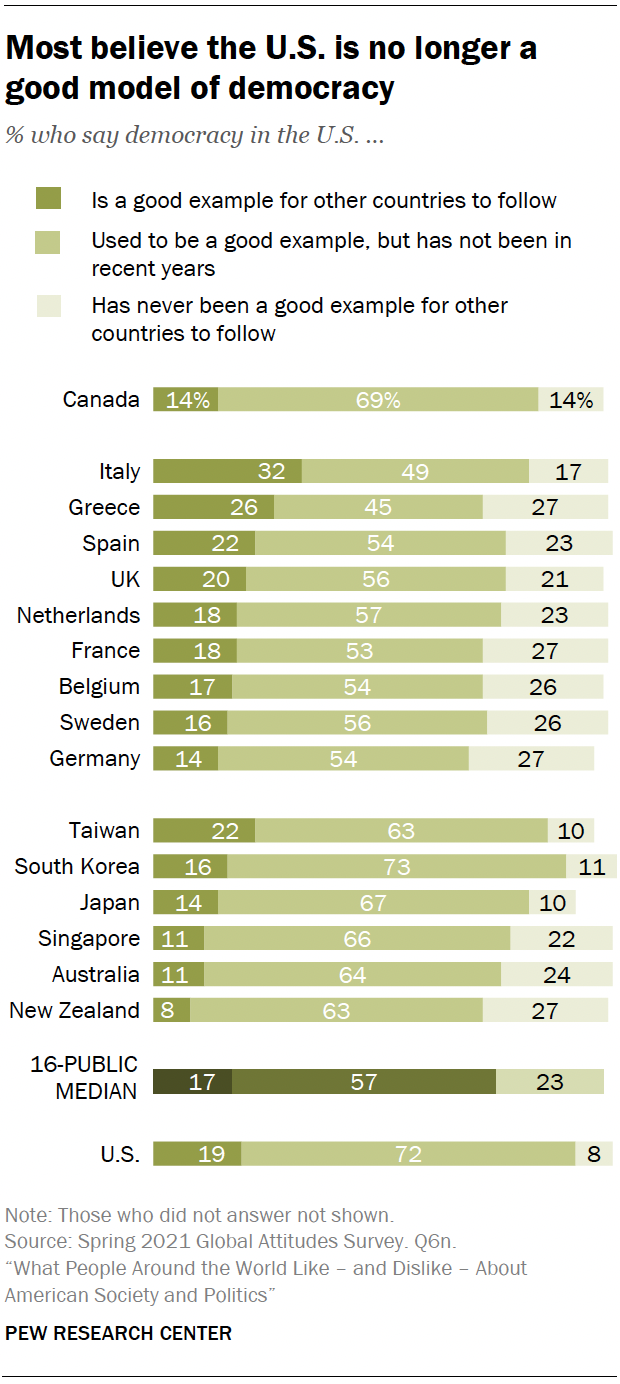 Most believe the U.S. is no longer a
good model of democracy
% who say democracy in the U.S. ...
Is a good example for other countries to follow
Used to be a good example, but has not been in
recent years
Has never been a good example for other
countries to follow
Canada 14% 69% 14%
Italy 32 49 17
Greece 26 45 27
Spain 22 54 23
UK 20 56 21
Netherlands 18 57 23
France 18 53 27
Belgium 17 54 26
Sweden 16 56 26
Germany 14 54 27
Taiwan 22 63 10
South Korea 16 73 11
Japan 14 67 10
Singapore 11 66 22
Australia 11 64 24
New Zealand 8 63 27
16-PUBLIC
MEDIAN 17 57 23
U.S. 19 72 8
Note: Those who did not answer not shown.
Source: Spring 2021 Global Attitudes Survey. Q6n.
“What People Around the World Like – and Dislike – About
American Society and Politics”
PEW RESEARCH CENTER